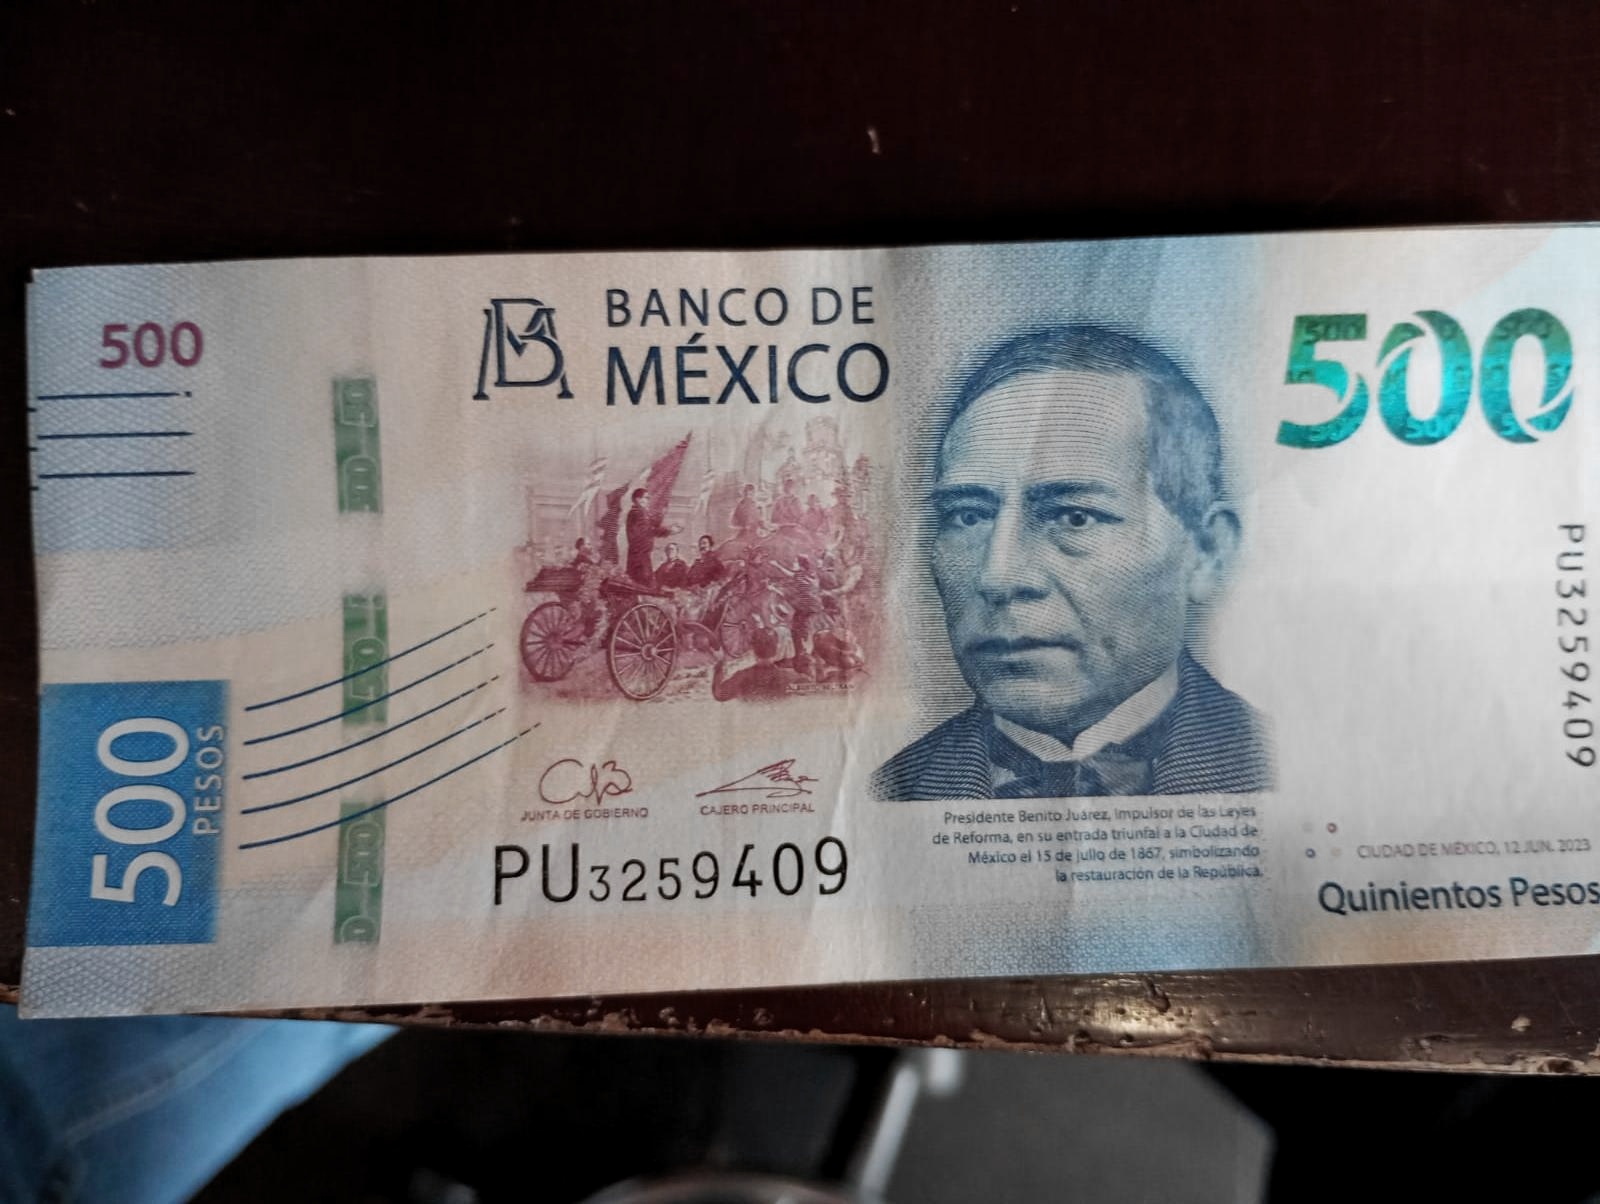 500
BM
BANCO DE
MÉXICO
500
500
PESOS
JUNTA DE GOBIERNO
CAJERO PRINCIPAL
PU3259409
Presidente Benito Juárez, impulsor de las Leyes
de Reforma, en su entrada triunfal a la Ciudad de
México el 15 de julio de 1867, simbolizando
la restauración de la República.
PU3259409
CIUDAD DE MÉXICO, 12 JUN. 2023
Quinientos Pesos